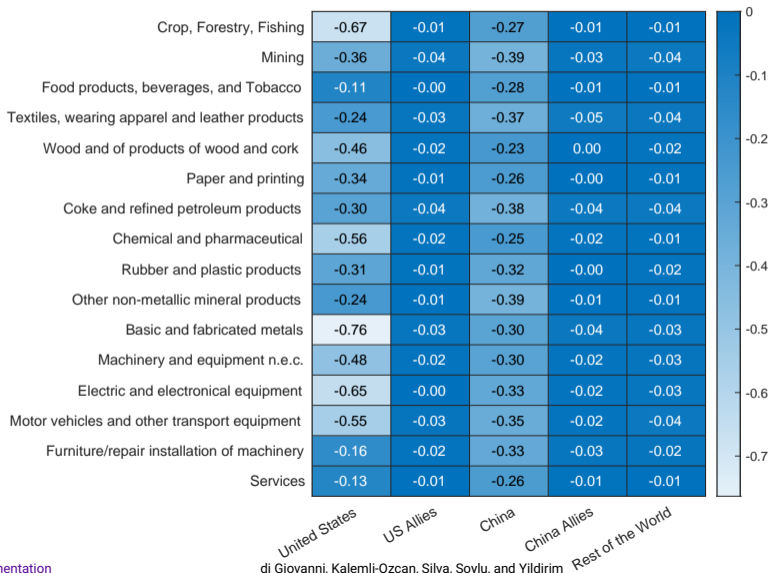 Crop, Forestry, Fishing -0.67 -0.01 -0.27 -0.01 -0.01
Mining -0.36 -0.04 -0.39 -0.03 -0.04
Food products, beverages, and Tobacco -0.11 -0.00 -0.28 -0.01 -0.01
Textiles, wearing apparel and leather products -0.24 -0.03 -0.37 -0.05 -0.04
Wood and of products of wood and cork -0.46 -0.02 -0.23 0.00 -0.02
Paper and printing -0.34 -0.01 -0.26 -0.00 -0.01
Coke and refined petroleum products -0.30 -0.04 -0.38 -0.04 -0.04
Chemical and pharmaceutical -0.56 -0.02 -0.25 -0.02 -0.01
Rubber and plastic products -0.31 -0.01 -0.32 -0.00 -0.02
Other non-metallic mineral products -0.24 -0.01 -0.39 -0.01 -0.01
Basic and fabricated metals -0.76 -0.03 -0.30 -0.04 -0.03
Machinery and equipment n.e.c. -0.48 -0.02 -0.30 -0.02 -0.03
Electric and electronical equipment -0.65 -0.00 -0.33 -0.02 -0.03
Motor vehicles and other transport equipment -0.55 -0.03 -0.35 -0.02 -0.04
Furniture/repair installation of machinery -0.16 -0.02 -0.33 -0.03 -0.02
Services -0.13 -0.01 -0.26 -0.01 -0.01
United States US Allies China China Allies Rest of the World
0
-0.1
-0.2
-0.3
-0.4
-0.5
-0.6
-0.7
mentation
di Giovanni, Kalemli-Ozcan, Silva, Soylu, and Yildirim